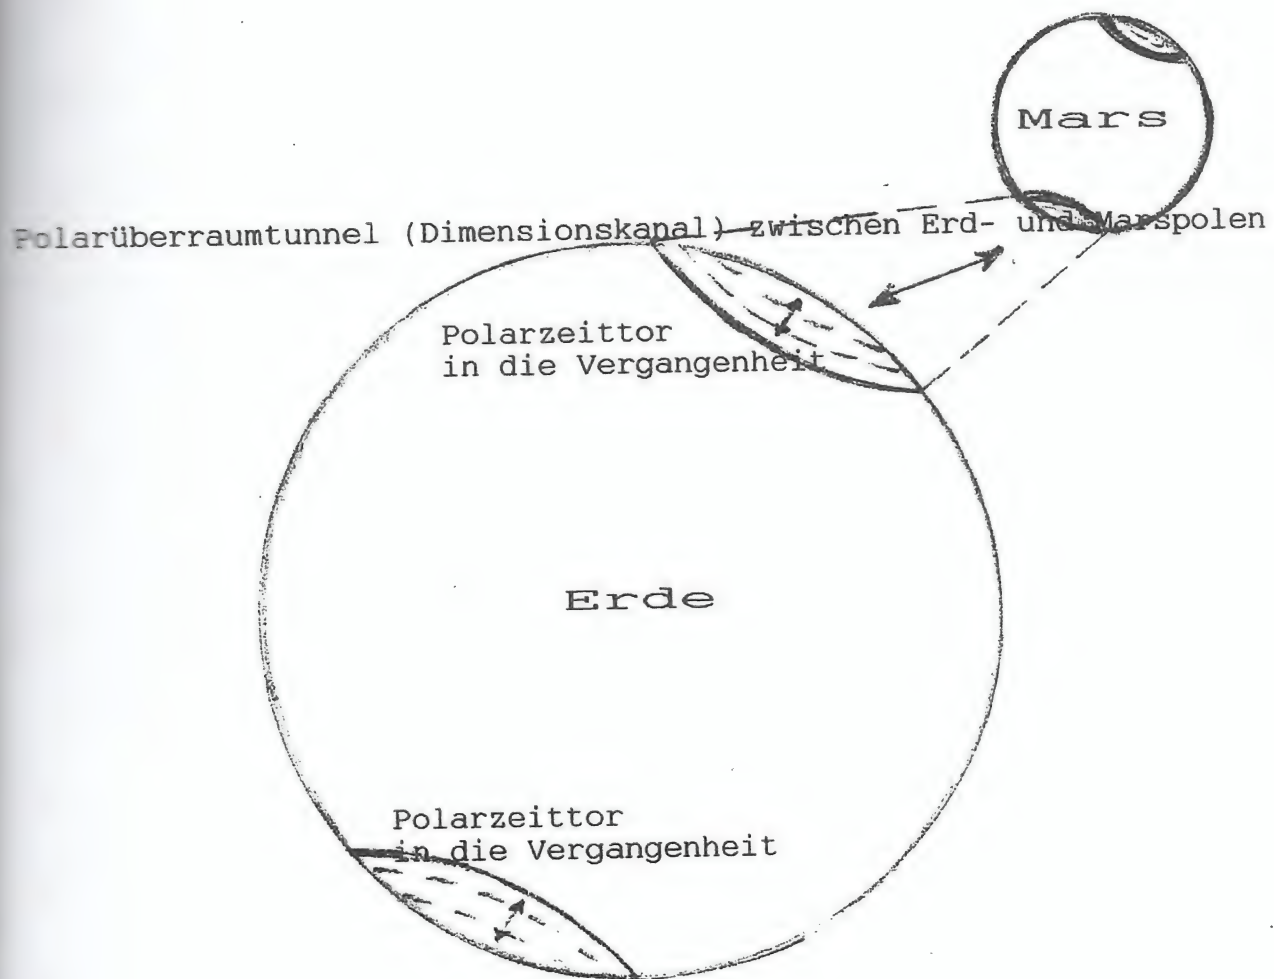 Mars
Polarüberraumtunnel (Dimensionskanal) zwischen Erd- und Marspolen
Polarzeittor
in die Vergangenheit
Erde
Polarzeittor
in die Vergangenheit